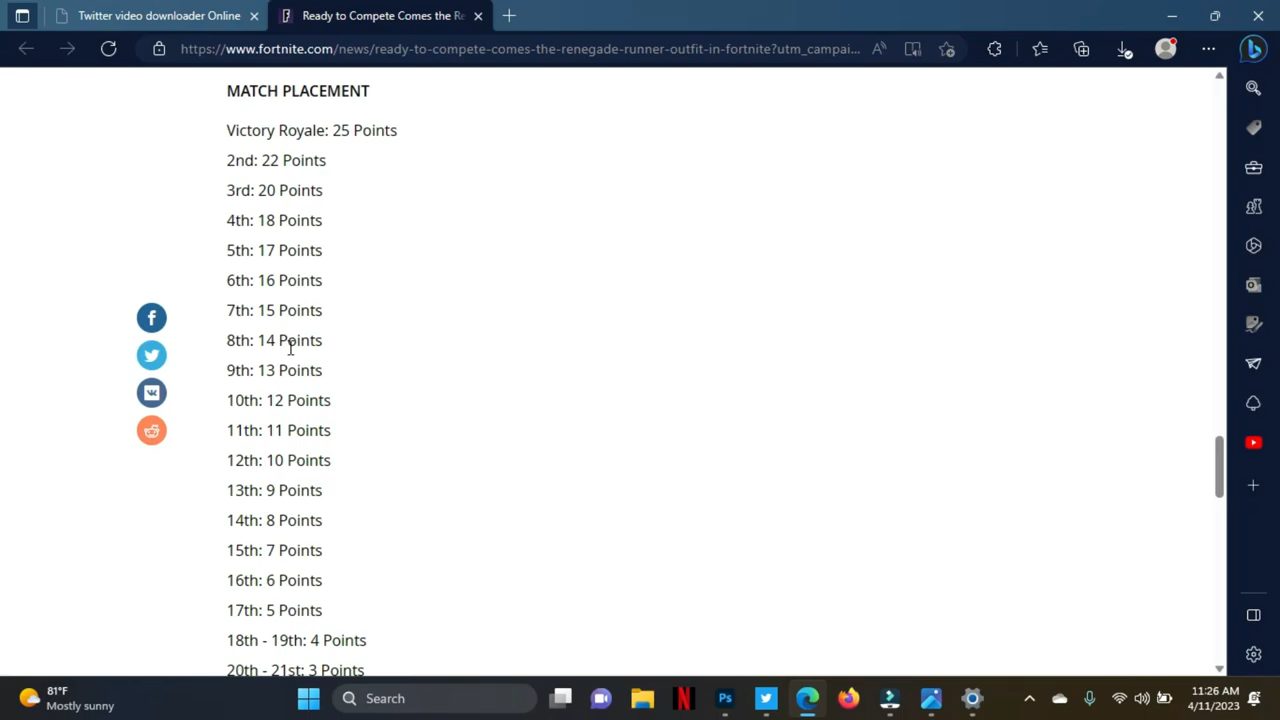 Twitter video downloader Online
Ready to Compete Comes the Re
https://www.fortnite.com/news/ready-to-compete-comes-the-renegade-runner-outfit-in-fortnite?utm_campai...
MATCH PLACEMENT
Victory Royale: 25 Points
2nd: 22 Points
3rd: 20 Points
4th: 18 Points
5th: 17 Points
6th: 16 Points
7th: 15 Points
8th: 14 Points
9th: 13 Points
10th: 12 Points
11th: 11 Points
12th: 10 Points
13th: 9 Points
14th: 8 Points
15th: 7 Points
16th: 6 Points
17th: 5 Points
18th - 19th: 4 Points
20th - 21st: 3 Points
81°F
Mostly sunny
Search
Ps
11:26 AM
4/11/2023